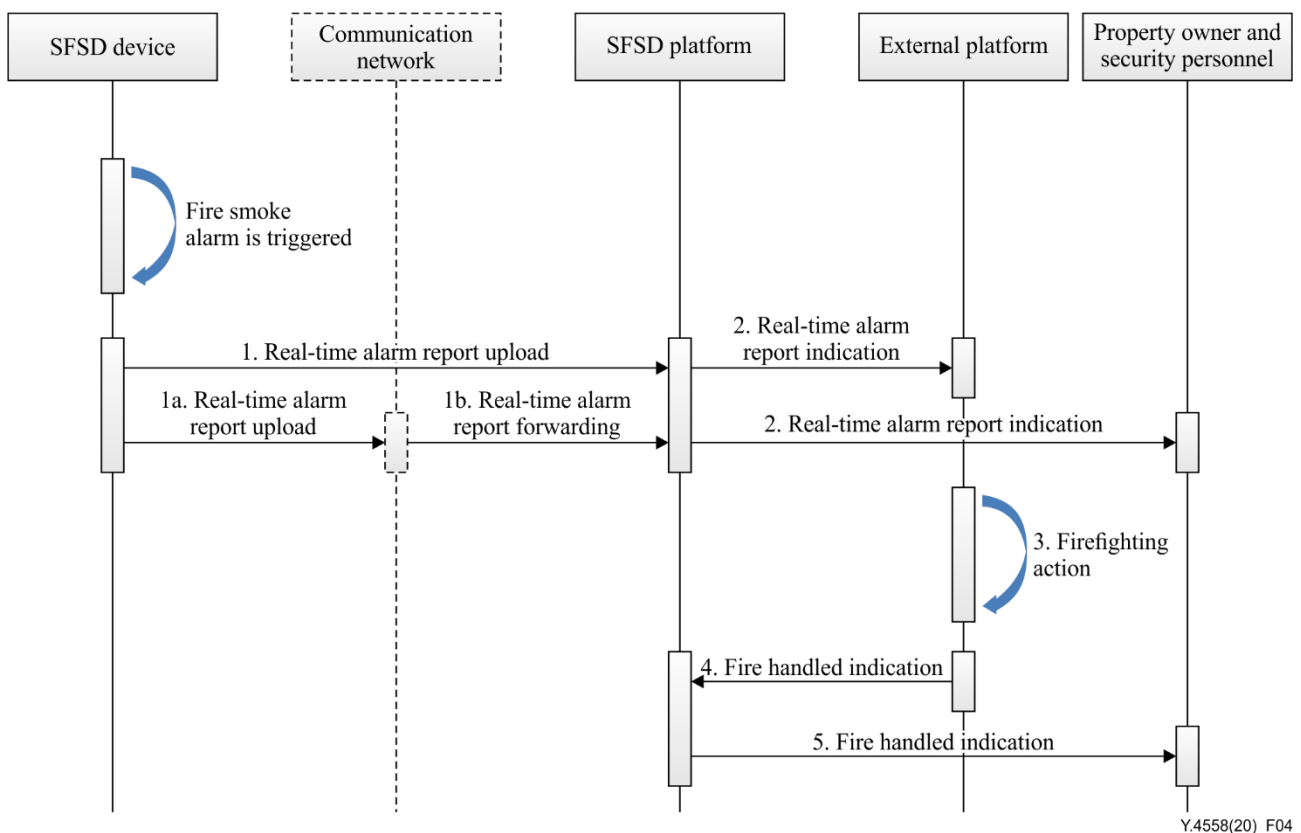 SFSD device
Communication
network
SFSD platform
External platform
Property owner and
security personnel
Fire smoke
alarm is triggered
1. Real-time alarm report upload
2. Real-time alarm
report indication
1a. Real-time alarm
report upload
1b. Real-time alarm
report forwarding
2. Real-time alarm report indication
3. Firefighting
action
4. Fire handled indication
5. Fire handled indication
Y.4558(20)_F04